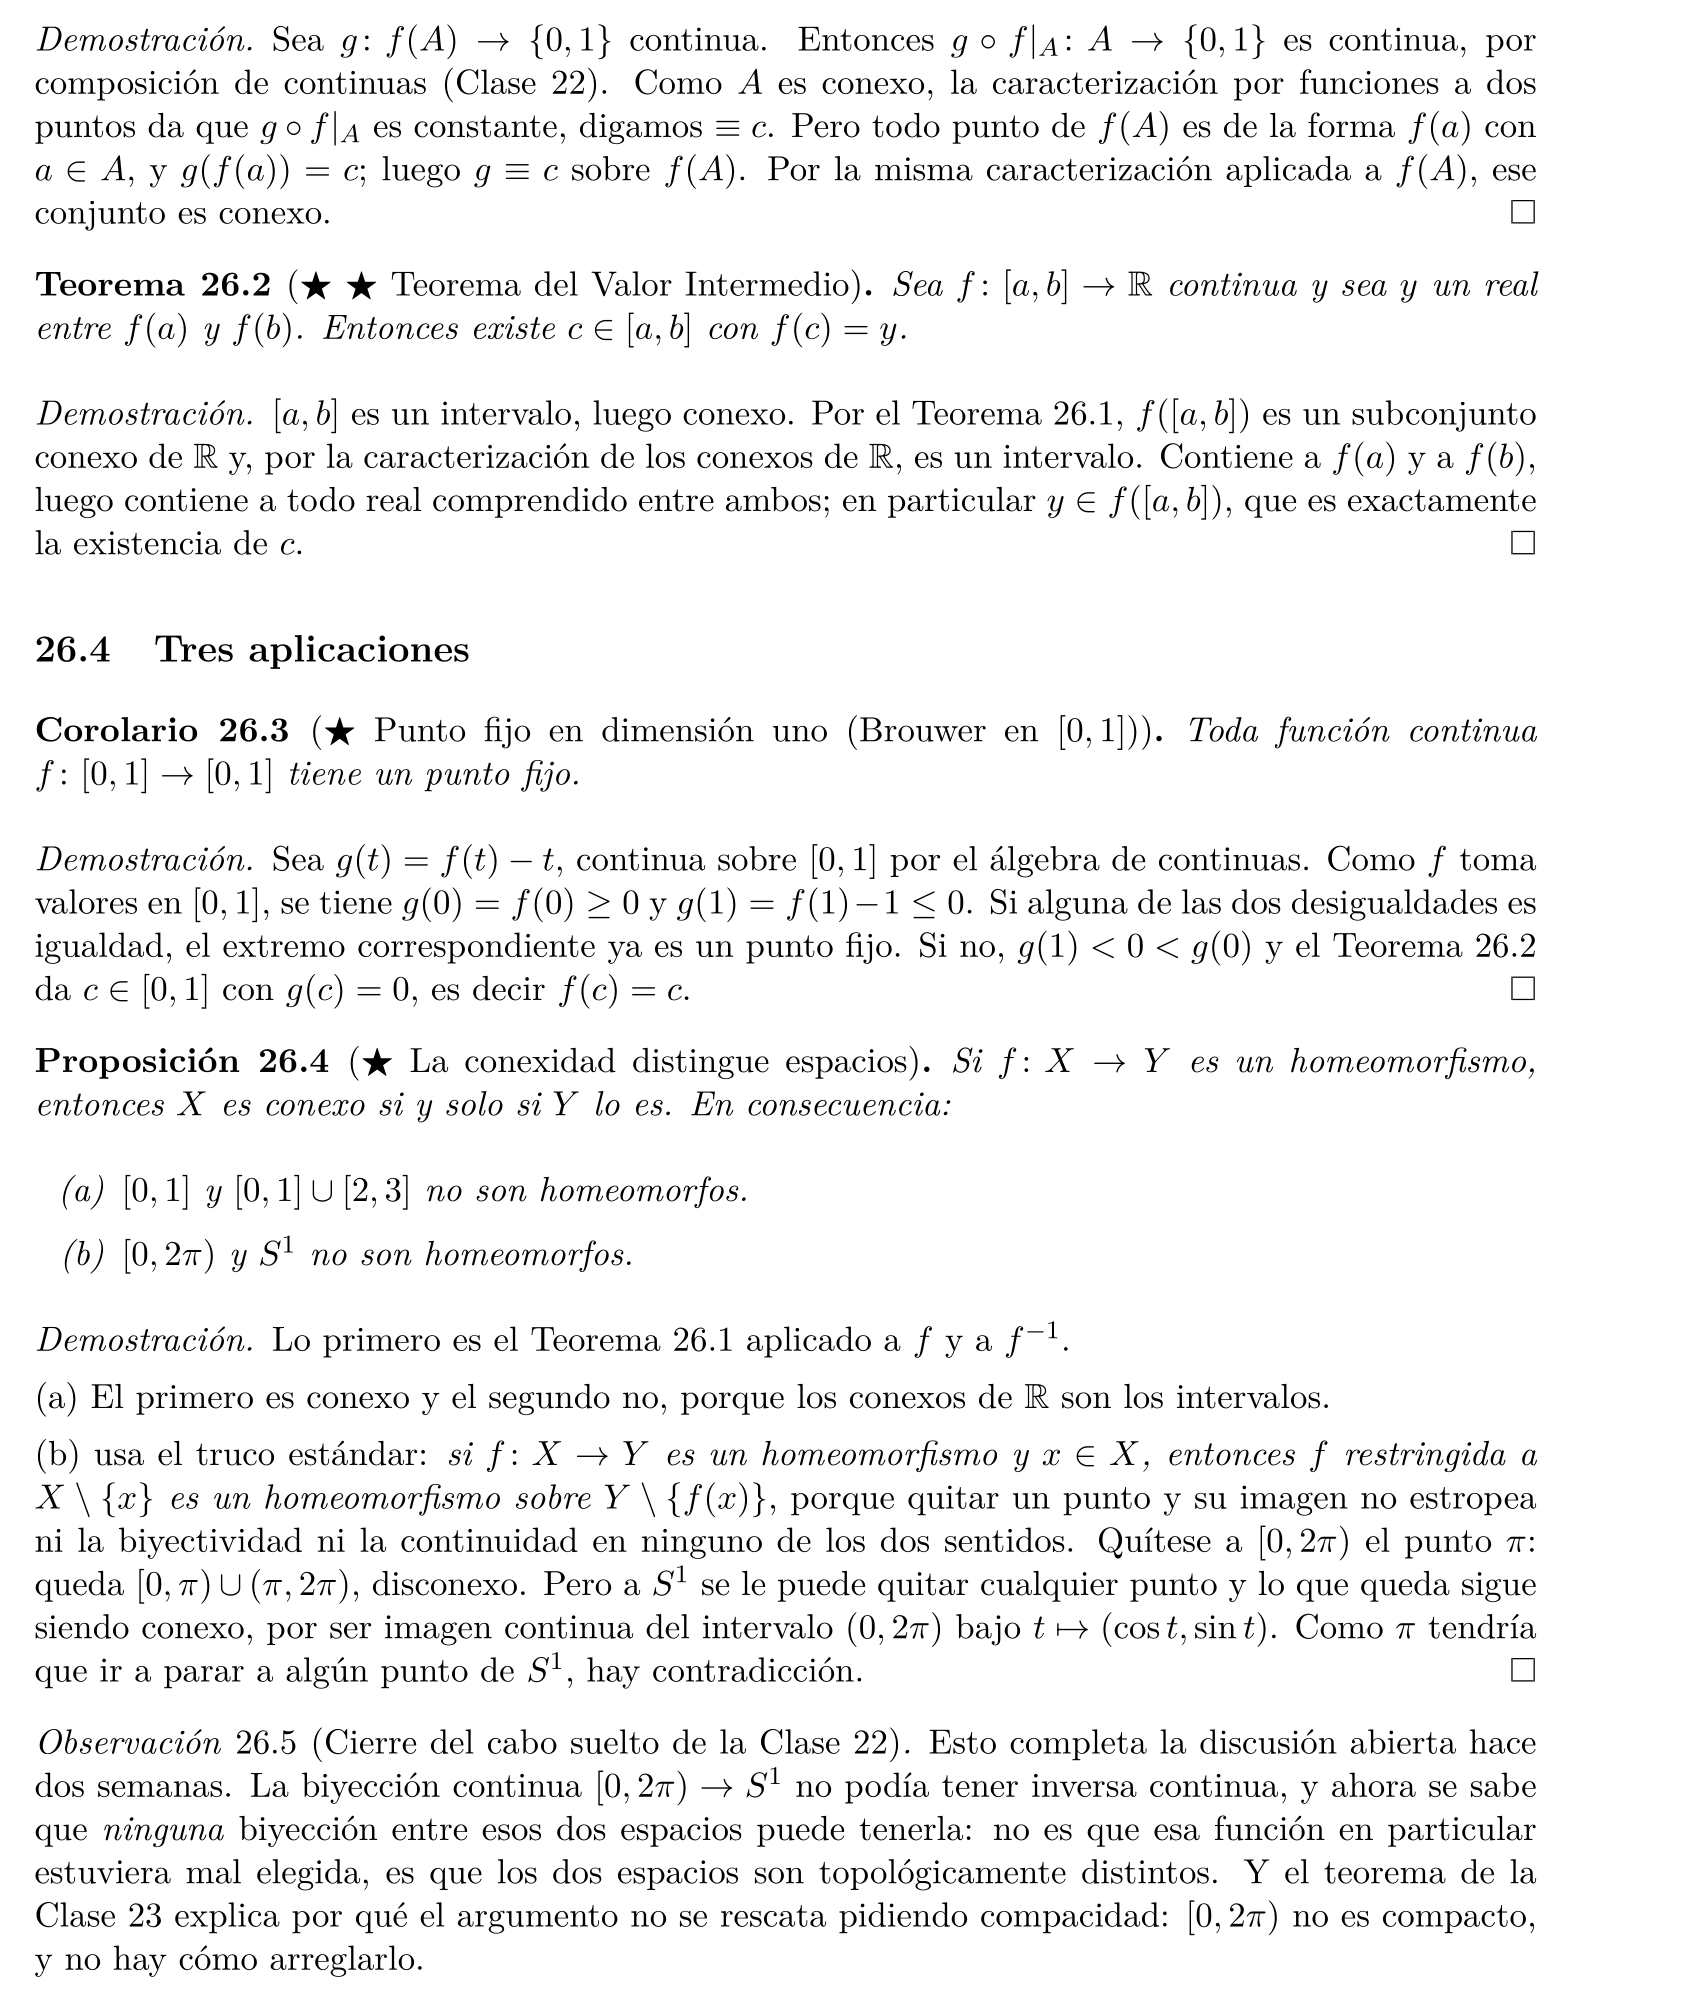 Demostración. Sea g: f(A) → {0, 1} continua. Entonces g ∘ f|_A: A → {0, 1} es continua, por
composición de continuas (Clase 22). Como A es conexo, la caracterización por funciones a dos
puntos da que g ∘ f|_A es constante, digamos ≡ c. Pero todo punto de f(A) es de la forma f(a) con
a ∈ A, y g(f(a)) = c; luego g ≡ c sobre f(A). Por la misma caracterización aplicada a f(A), ese
conjunto es conexo. □
Teorema 26.2 (★ ★ Teorema del Valor Intermedio). Sea f: [a, b] → ℝ continua y sea y un real
entre f(a) y f(b). Entonces existe c ∈ [a, b] con f(c) = y.
Demostración. [a, b] es un intervalo, luego conexo. Por el Teorema 26.1, f([a, b]) es un subconjunto
conexo de ℝ y, por la caracterización de los conexos de ℝ, es un intervalo. Contiene a f(a) y a f(b),
luego contiene a todo real comprendido entre ambos; en particular y ∈ f([a, b]), que es exactamente
la existencia de c. □
26.4 Tres aplicaciones
Corolario 26.3 (★ Punto fijo en dimensión uno (Brouwer en [0, 1])). Toda función continua
f: [0, 1] → [0, 1] tiene un punto fijo.
Demostración. Sea g(t) = f(t) − t, continua sobre [0, 1] por el álgebra de continuas. Como f toma
valores en [0, 1], se tiene g(0) = f(0) ≥ 0 y g(1) = f(1) − 1 ≤ 0. Si alguna de las dos desigualdades es
igualdad, el extremo correspondiente ya es un punto fijo. Si no, g(1) < 0 < g(0) y el Teorema 26.2
da c ∈ [0, 1] con g(c) = 0, es decir f(c) = c. □
Proposición 26.4 (★ La conexidad distingue espacios). Si f: X → Y es un homeomorfismo,
entonces X es conexo si y solo si Y lo es. En consecuencia:
(a) [0, 1] y [0, 1] ∪ [2, 3] no son homeomorfos.
(b) [0, 2π) y S¹ no son homeomorfos.
Demostración. Lo primero es el Teorema 26.1 aplicado a f y a f⁻¹.
(a) El primero es conexo y el segundo no, porque los conexos de ℝ son los intervalos.
(b) usa el truco estándar: si f: X → Y es un homeomorfismo y x ∈ X, entonces f restringida a
X \ {x} es un homeomorfismo sobre Y \ {f(x)}, porque quitar un punto y su imagen no estropea
ni la biyectividad ni la continuidad en ninguno de los dos sentidos. Quítese a [0, 2π) el punto π:
queda [0, π) ∪ (π, 2π), disconexo. Pero a S¹ se le puede quitar cualquier punto y lo que queda sigue
siendo conexo, por ser imagen continua del intervalo (0, 2π) bajo t ↦ (cos t, sin t). Como π tendría
que ir a parar a algún punto de S¹, hay contradicción. □
Observación 26.5 (Cierre del cabo suelto de la Clase 22). Esto completa la discusión abierta hace
dos semanas. La biyección continua [0, 2π) → S¹ no podía tener inversa continua, y ahora se sabe
que ninguna biyección entre esos dos espacios puede tenerla: no es que esa función en particular
estuviera mal elegida, es que los dos espacios son topológicamente distintos. Y el teorema de la
Clase 23 explica por qué el argumento no se rescata pidiendo compacidad: [0, 2π) no es compacto,
y no hay cómo arreglarlo.